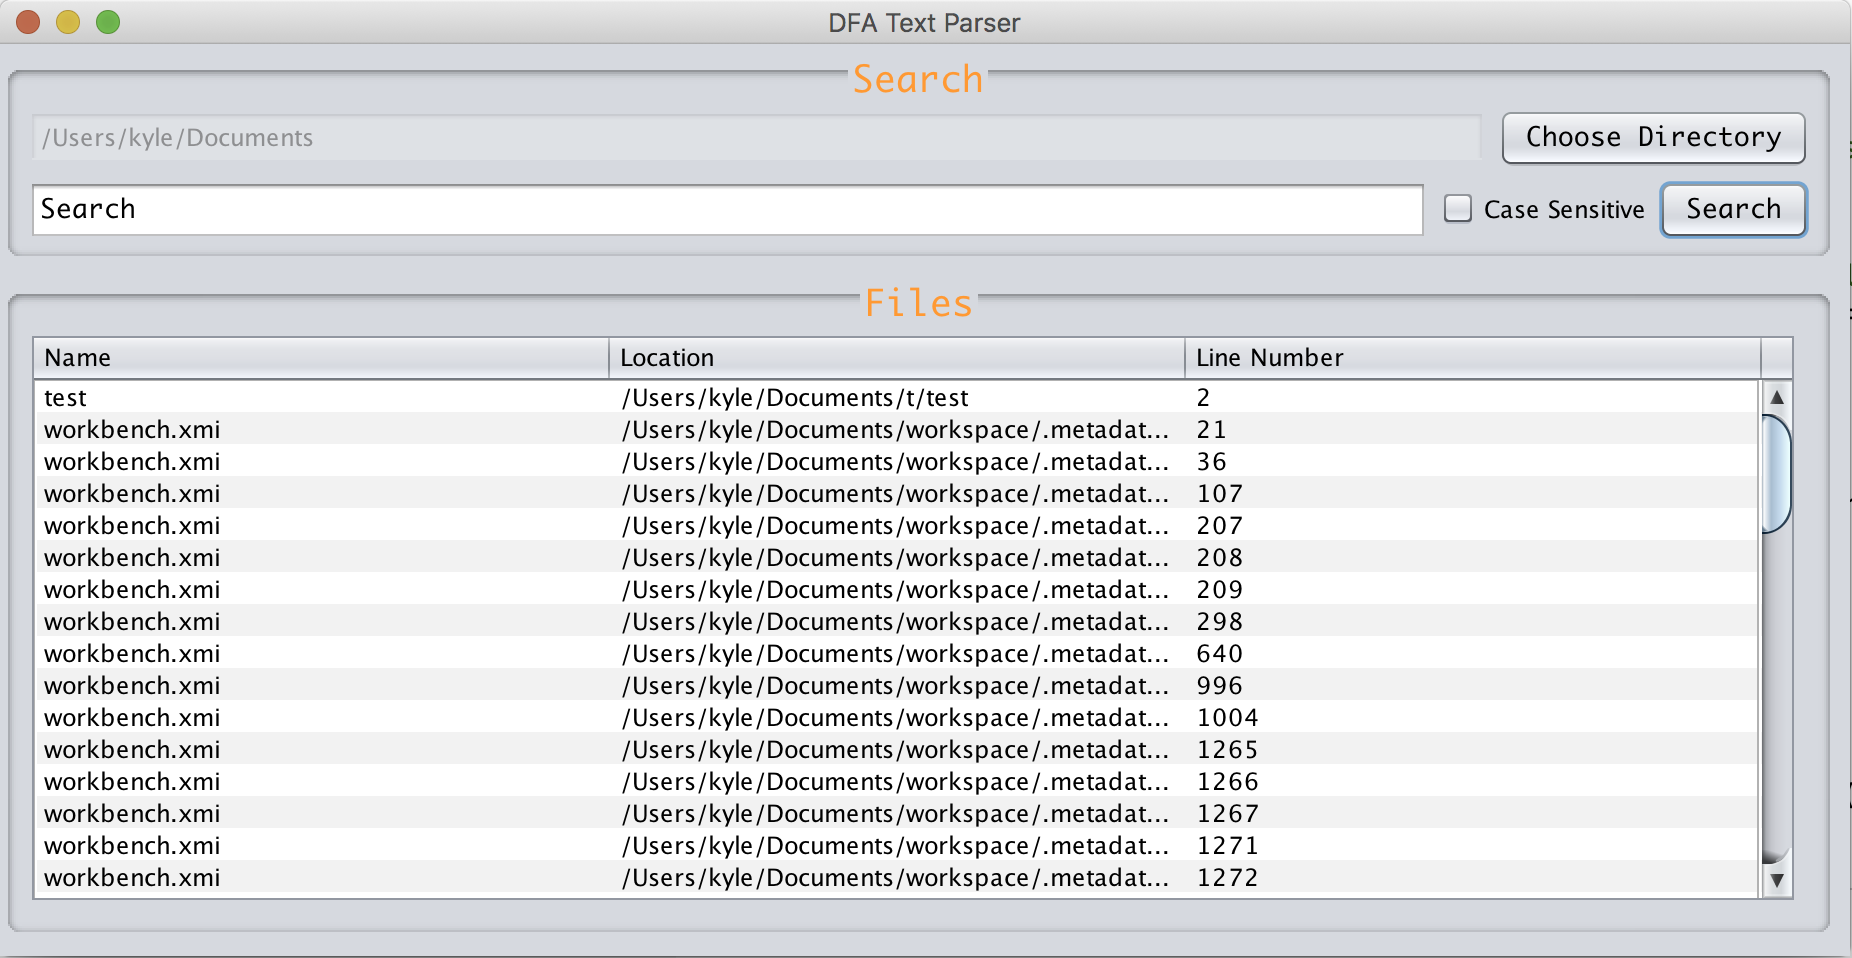 DFA Text Parser
Search
/Users/kyle/Documents Choose Directory
Search Case Sensitive Search
Files
Name Location Line Number
test /Users/kyle/Documents/t/test 2
workbench.xmi /Users/kyle/Documents/workspace/.metadat... 21
workbench.xmi /Users/kyle/Documents/workspace/.metadat... 36
workbench.xmi /Users/kyle/Documents/workspace/.metadat... 107
workbench.xmi /Users/kyle/Documents/workspace/.metadat... 207
workbench.xmi /Users/kyle/Documents/workspace/.metadat... 208
workbench.xmi /Users/kyle/Documents/workspace/.metadat... 209
workbench.xmi /Users/kyle/Documents/workspace/.metadat... 298
workbench.xmi /Users/kyle/Documents/workspace/.metadat... 640
workbench.xmi /Users/kyle/Documents/workspace/.metadat... 996
workbench.xmi /Users/kyle/Documents/workspace/.metadat... 1004
workbench.xmi /Users/kyle/Documents/workspace/.metadat... 1265
workbench.xmi /Users/kyle/Documents/workspace/.metadat... 1266
workbench.xmi /Users/kyle/Documents/workspace/.metadat... 1267
workbench.xmi /Users/kyle/Documents/workspace/.metadat... 1271
workbench.xmi /Users/kyle/Documents/workspace/.metadat... 1272